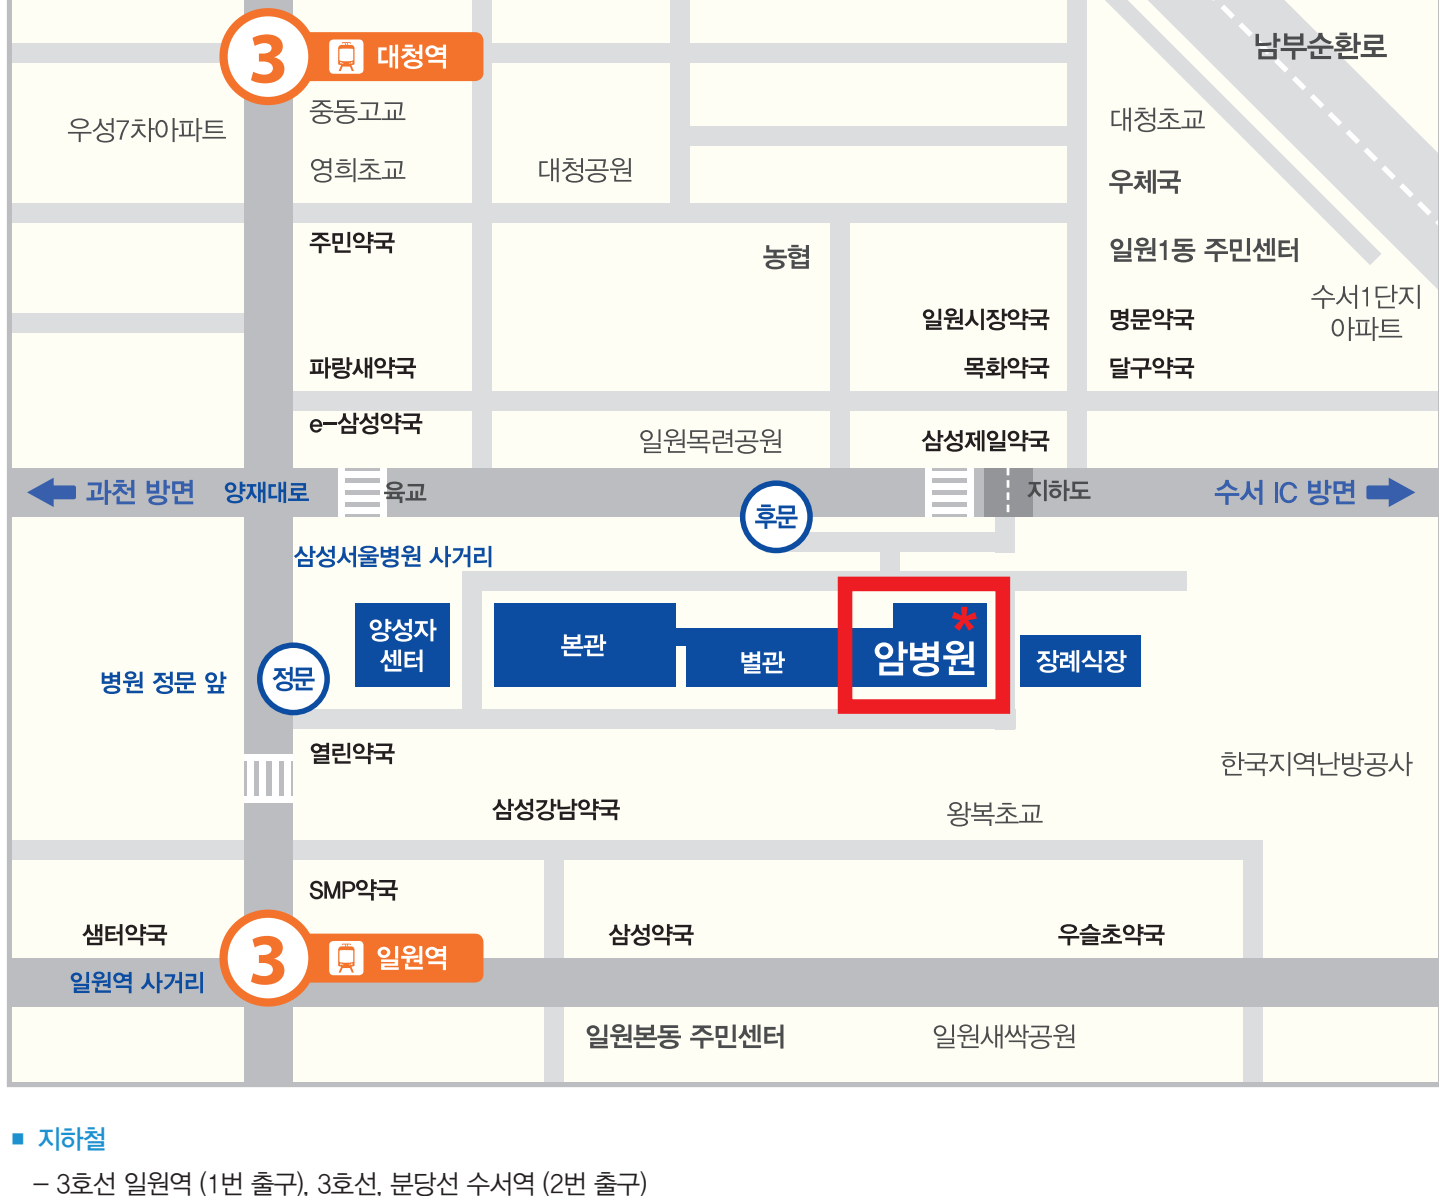 3 대청역
남부순환로
우성7차아파트
중동고교
대청초교
영희초교
대청공원
우체국
주민약국
농협
일원1동 주민센터
수서1단지
아파트
일원시장약국
명문약국
파랑새약국
목화약국
달구약국
e-삼성약국
일원목련공원
삼성제일약국
과천 방면
양재대로
육교
지하도
수서 IC 방면
후문
삼성서울병원 사거리
양성자
센터
본관
별관
*
암병원
장례식장
병원 정문 앞
정문
열린약국
한국지역난방공사
삼성강남약국
왕복초교
SMP약국
샘터약국
3 일원역
삼성약국
우슬초약국
일원역 사거리
일원본동 주민센터
일원새싹공원
■ 지하철
- 3호선 일원역 (1번 출구), 3호선, 분당선 수서역 (2번 출구)